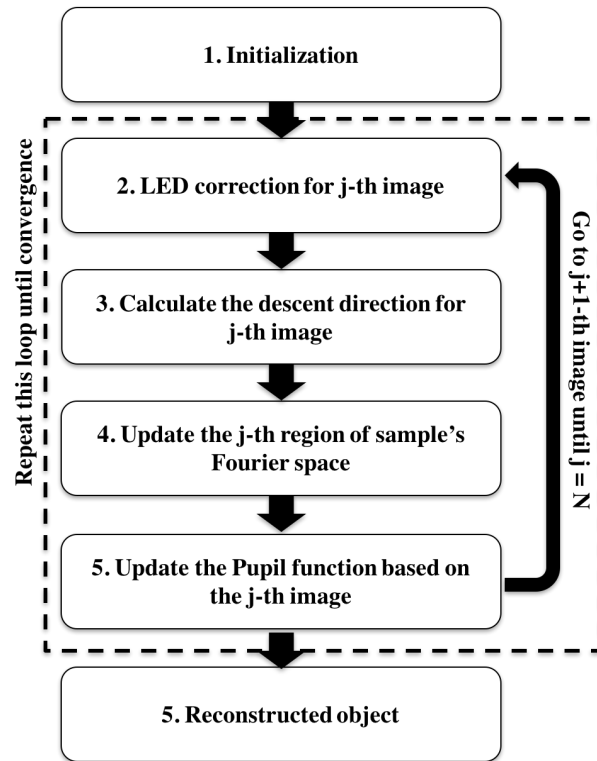 1. Initialization
Repeat this loop until convergence
2. LED correction for j-th image
3. Calculate the descent direction for
j-th image
4. Update the j-th region of sample's
Fourier space
5. Update the Pupil function based on
the j-th image
Go to j+1-th image until j = N
5. Reconstructed object